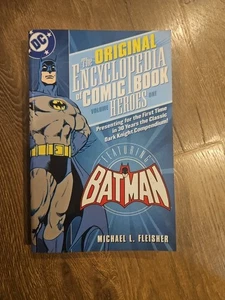 DC
The ORIGINAL
ENCYCLOPEDIA
of COMIC BOOK
VOLUME HEROES ONE
Presenting for the First Time
in 30 Years the Classic
Dark Knight Compendium!
FEATURING
BATMAN
MICHAEL L. FLEISHER